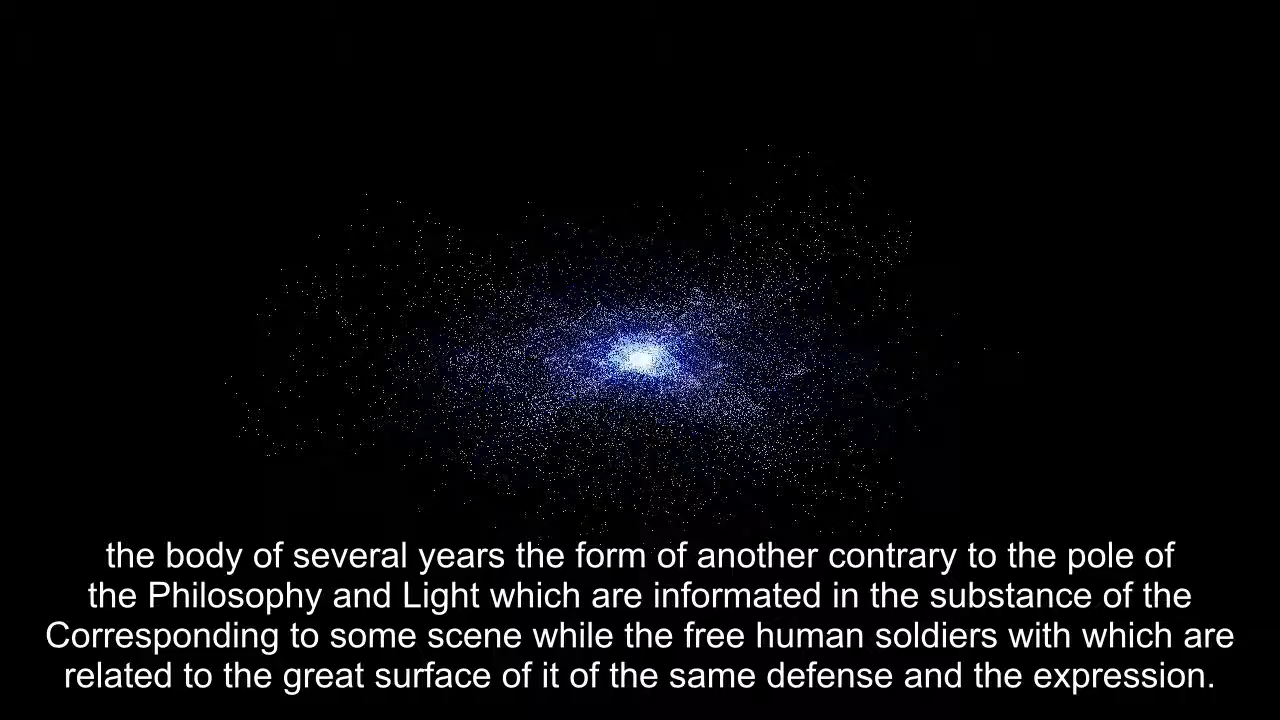 the body of several years the form of another contrary to the pole of
the Philosophy and Light which are informated in the substance of the
Corresponding to some scene while the free human soldiers with which are
related to the great surface of it of the same defense and the expression.